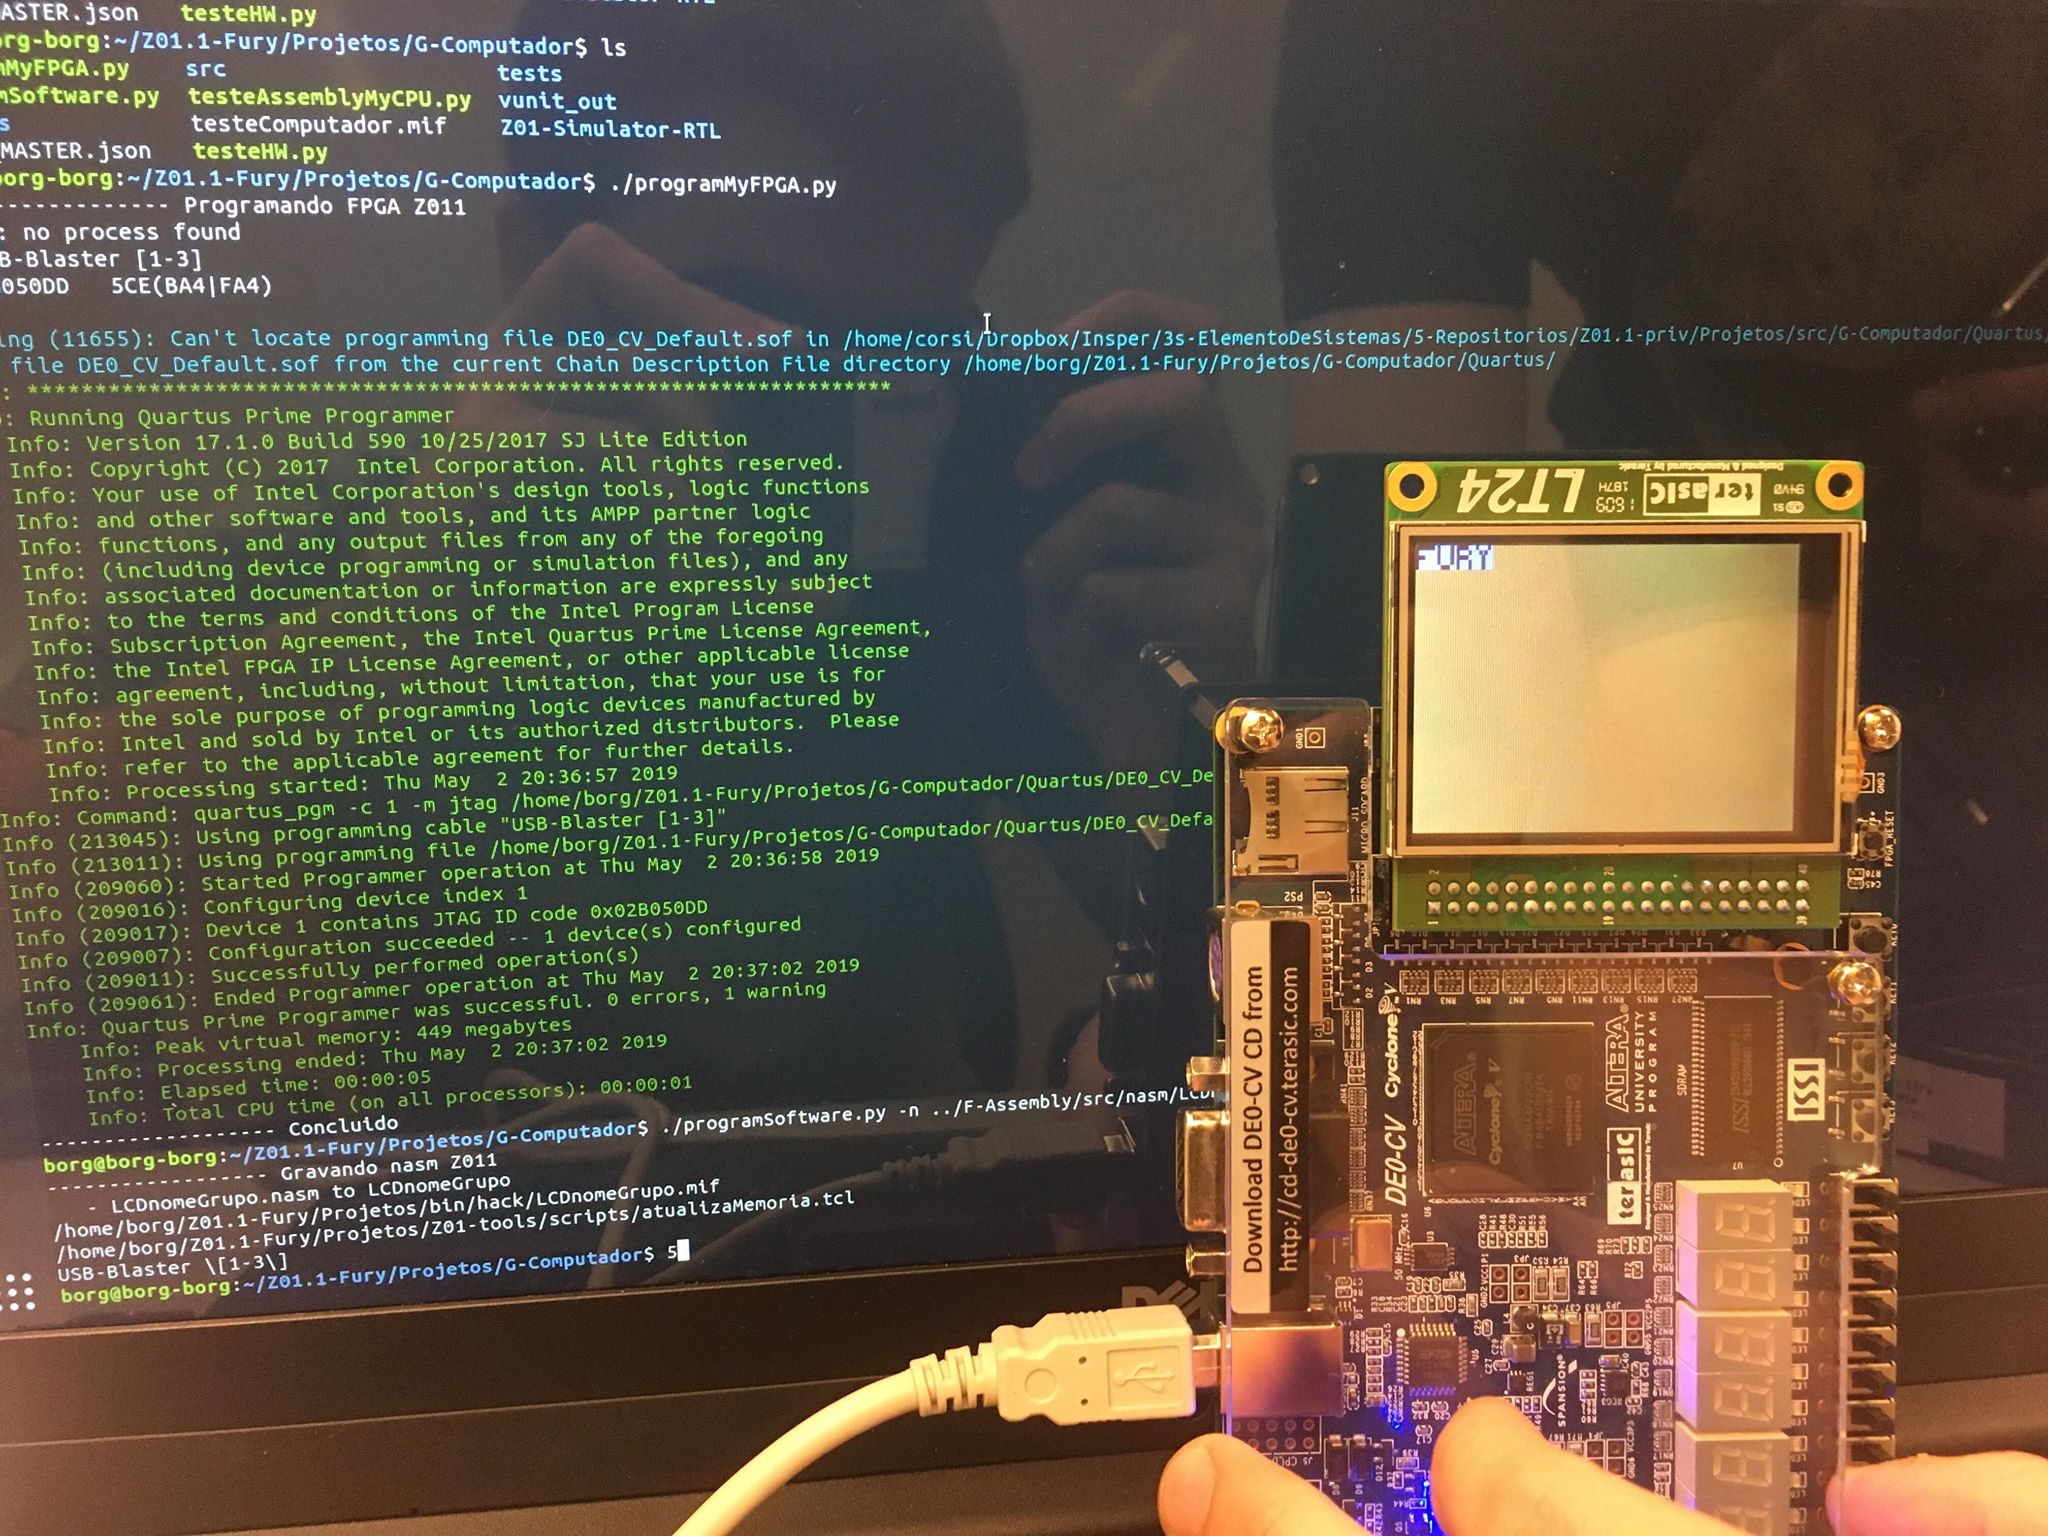 ASTER.json testeHW.py
rg-borg:~/Z01.1-Fury/Projetos/G-Computador$ ls
MyFPGA.py src tests
mSoftware.py testeAssemblyMyCPU.py vunit_out
s testeComputador.mif Z01-Simulator-RTL
MASTER.json testeHW.py
borg-borg:~/Z01.1-Fury/Projetos/G-Computador$ ./programMyFPGA.py
------------- Programando FPGA Z011
: no process found
B-Blaster [1-3]
050DD 5CE(BA4|FA4)
ing (11655): Can't locate programming file DE0_CV_Default.sof in /home/corsi/Dropbox/Insper/3s-ElementoDeSistemas/5-Repositorios/Z01.1-priv/Projetos/src/G-Computador/Quartus/
file DE0_CV_Default.sof from the current Chain Description File directory /home/borg/Z01.1-Fury/Projetos/G-Computador/Quartus/
: *******************************************************************
: Running Quartus Prime Programmer
Info: Version 17.1.0 Build 590 10/25/2017 SJ Lite Edition
Info: Copyright (C) 2017 Intel Corporation. All rights reserved.
Info: Your use of Intel Corporation's design tools, logic functions
Info: and other software and tools, and its AMPP partner logic
Info: functions, and any output files from any of the foregoing
Info: (including device programming or simulation files), and any
Info: associated documentation or information are expressly subject
Info: to the terms and conditions of the Intel Program License
Info: Subscription Agreement, the Intel Quartus Prime License Agreement,
Info: the Intel FPGA IP License Agreement, or other applicable license
Info: agreement, including, without limitation, that your use is for
Info: the sole purpose of programming logic devices manufactured by
Info: Intel and sold by Intel or its authorized distributors. Please
Info: refer to the applicable agreement for further details.
Info: Processing started: Thu May 2 20:36:57 2019
Info: Command: quartus_pgm -c 1 -m jtag /home/borg/Z01.1-Fury/Projetos/G-Computador/Quartus/DE0_CV_De
Info (213045): Using programming cable "USB-Blaster [1-3]"
Info (213011): Using programming file /home/borg/Z01.1-Fury/Projetos/G-Computador/Quartus/DE0_CV_Defa
Info (209060): Started Programmer operation at Thu May 2 20:36:58 2019
Info (209016): Configuring device index 1
Info (209017): Device 1 contains JTAG ID code 0x02B050DD
Info (209007): Configuration succeeded -- 1 device(s) configured
Info (209011): Successfully performed operation(s)
Info (209061): Ended Programmer operation at Thu May 2 20:37:02 2019
Info: Quartus Prime Programmer was successful. 0 errors, 1 warning
Info: Peak virtual memory: 449 megabytes
Info: Processing ended: Thu May 2 20:37:02 2019
Info: Elapsed time: 00:00:05
Info: Total CPU time (on all processors): 00:00:01
------------------- Concluido
borg@borg-borg:~/Z01.1-Fury/Projetos/G-Computador$ ./programSoftware.py -n ../F-Assembly/src/nasm/LCD
------------------- Gravando nasm Z011
- LCDnomeGrupo.nasm to LCDnomeGrupo
/home/borg/Z01.1-Fury/Projetos/bin/hack/LCDnomeGrupo.mif
/home/borg/Z01.1-Fury/Projetos/Z01-tools/scripts/atualizaMemoria.tcl
USB-Blaster \[1-3\]
borg@borg-borg:~/Z01.1-Fury/Projetos/G-Computador$ 5
LT24
187H
1609
terasic
94V0
Designed & Manufactured by Terasic
FURY
GND1
GND3
MICRO SDCARD
FPGA_RESET
PS2
Download DE0-CV CD from
http://cd-de0-cv.terasic.com
DE0-CV Cyclone V
ALTERA
Cyclone V
ALTERA
UNIVERSITY
PROGRAM
SDRAM
ISSI
terasic
SPANSION